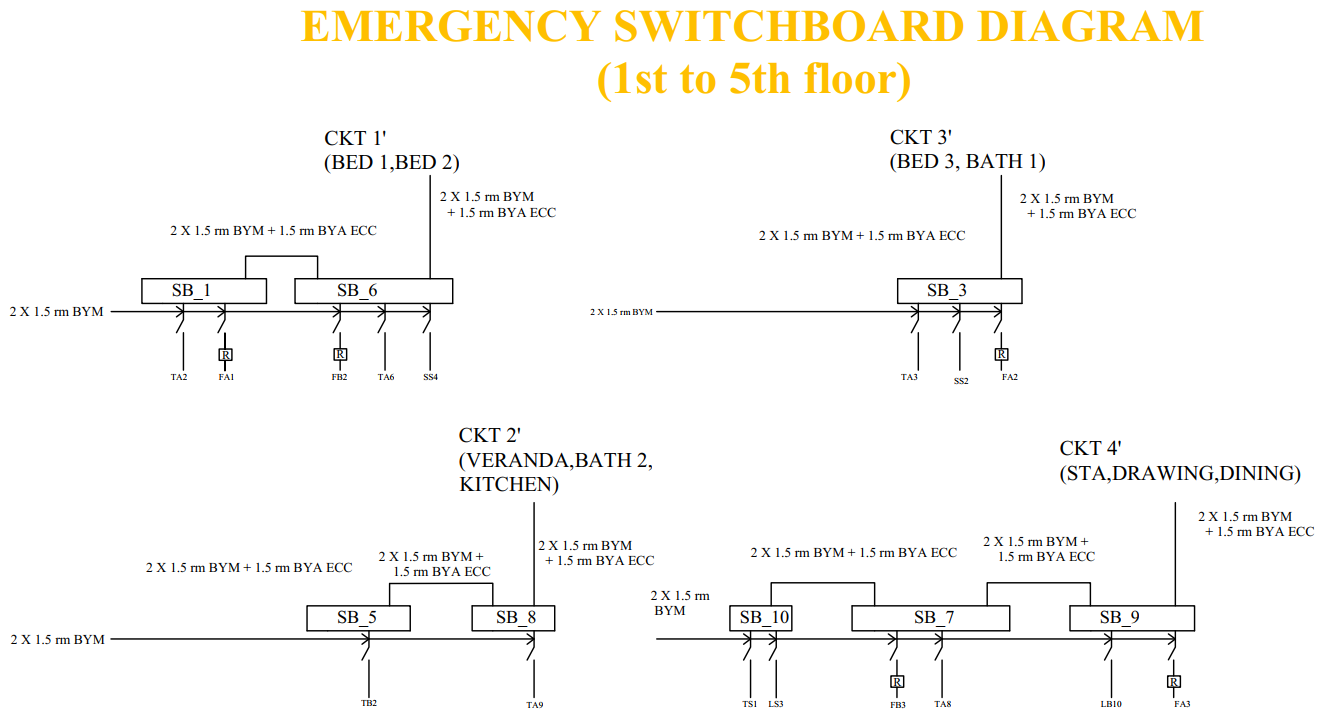 EMERGENCY SWITCHBOARD DIAGRAM
(1st to 5th floor)
CKT 1'
(BED 1,BED 2)
2 X 1.5 rm BYM
+ 1.5 rm BYA ECC
2 X 1.5 rm BYM + 1.5 rm BYA ECC
SB_1
SB_6
2 X 1.5 rm BYM
R
R
TA2
FA1
FB2
TA6
SS4
CKT 3'
(BED 3, BATH 1)
2 X 1.5 rm BYM
+ 1.5 rm BYA ECC
2 X 1.5 rm BYM + 1.5 rm BYA ECC
SB_3
2 X 1.5 rm BYM
R
TA3
SS2
FA2
CKT 2'
(VERANDA,BATH 2,
KITCHEN)
2 X 1.5 rm BYM
+ 1.5 rm BYA ECC
2 X 1.5 rm BYM +
1.5 rm BYA ECC
2 X 1.5 rm BYM + 1.5 rm BYA ECC
SB_5
SB_8
2 X 1.5 rm BYM
TB2
TA9
CKT 4'
(STA,DRAWING,DINING)
2 X 1.5 rm BYM
+ 1.5 rm BYA ECC
2 X 1.5 rm BYM +
1.5 rm BYA ECC
2 X 1.5 rm BYM + 1.5 rm BYA ECC
2 X 1.5 rm
BYM
SB_10
SB_7
SB_9
R
R
TS1
LS3
FB3
TA8
LB10
FA3